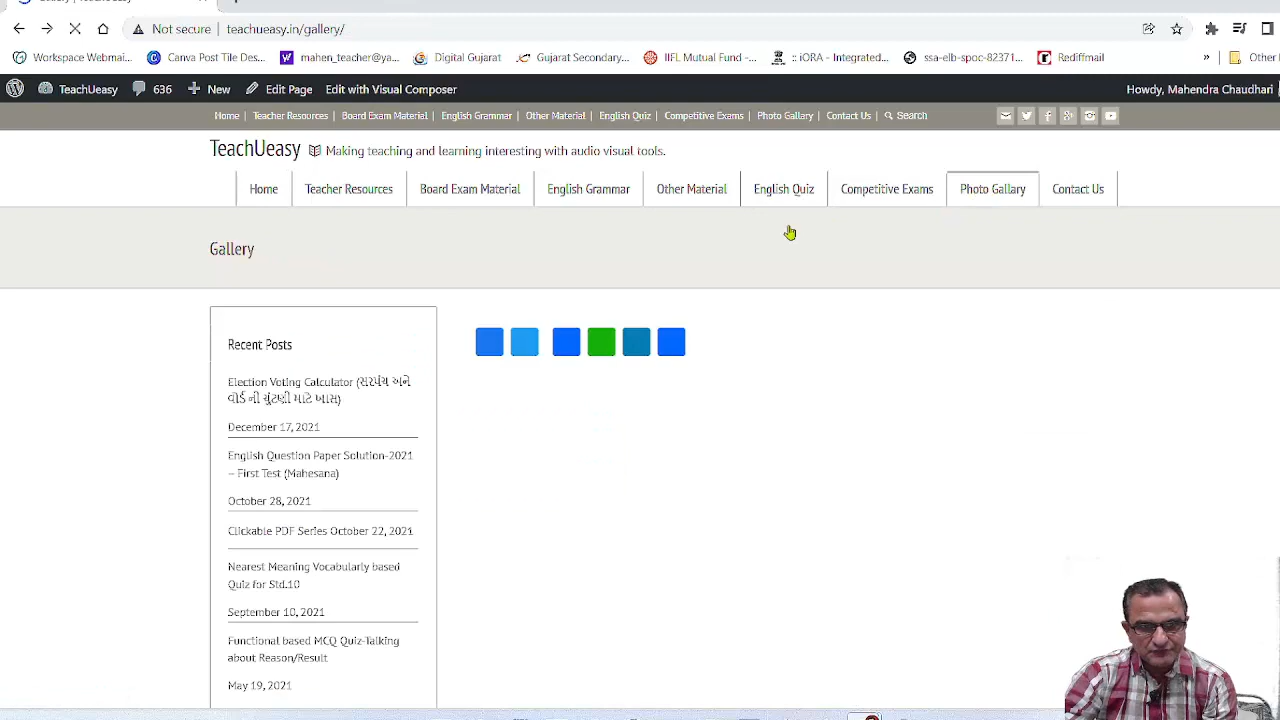 Not secure
teachueasy.in/gallery/
Workspace Webmai...
Canva Post Tile Des...
mahen_teacher@ya...
Digital Gujarat
Gujarat Secondary...
IIFL Mutual Fund -...
:: iORA - Integrated...
ssa-elb-spoc-82371...
Rediffmail
»
Other
TeachUeasy
636
New
Edit Page
Edit with Visual Composer
Howdy, Mahendra Chaudhari
Home | Teacher Resources | Board Exam Material | English Grammar | Other Material | English Quiz | Competitive Exams | Photo Gallary | Contact Us | Search
TeachUeasy Making teaching and learning interesting with audio visual tools.
Home
Teacher Resources
Board Exam Material
English Grammar
Other Material
English Quiz
Competitive Exams
Photo Gallary
Contact Us
Gallery
Recent Posts
Election Voting Calculator (સરપંચ અને
વોર્ડ ની ચૂંટણી માટે ખાસ)
December 17, 2021
English Question Paper Solution-2021
– First Test (Mahesana)
October 28, 2021
Clickable PDF Series October 22, 2021
Nearest Meaning Vocabularly based
Quiz for Std.10
September 10, 2021
Functional based MCQ Quiz-Talking
about Reason/Result
May 19, 2021